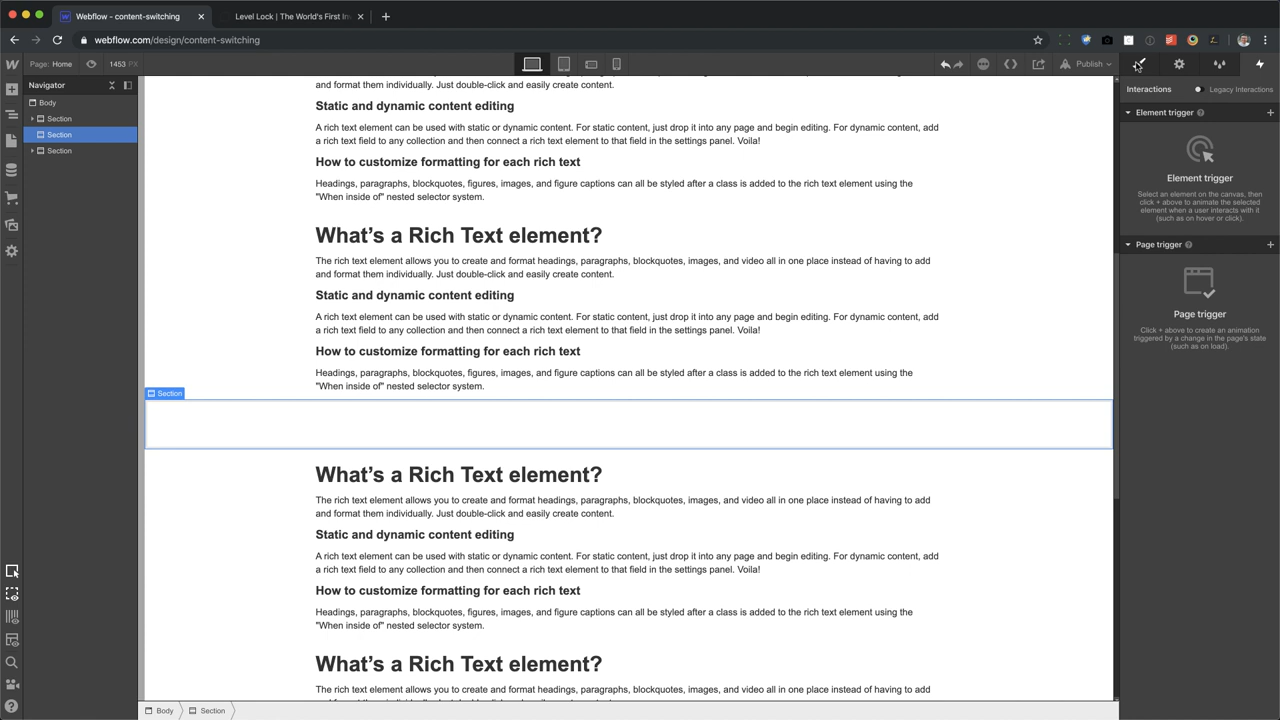 Webflow - content-switching
Level Lock | The World's First In
webflow.com/design/content-switching
Page: Home
1453 PX
Publish
Navigator
Body
Section
Section
Section
and format them individually. Just double-click and easily create content.
Static and dynamic content editing
A rich text element can be used with static or dynamic content. For static content, just drop it into any page and begin editing. For dynamic content, add
a rich text field to any collection and then connect a rich text element to that field in the settings panel. Voila!
How to customize formatting for each rich text
Headings, paragraphs, blockquotes, figures, images, and figure captions can all be styled after a class is added to the rich text element using the
"When inside of" nested selector system.
What's a Rich Text element?
The rich text element allows you to create and format headings, paragraphs, blockquotes, images, and video all in one place instead of having to add
and format them individually. Just double-click and easily create content.
Static and dynamic content editing
A rich text element can be used with static or dynamic content. For static content, just drop it into any page and begin editing. For dynamic content, add
a rich text field to any collection and then connect a rich text element to that field in the settings panel. Voila!
How to customize formatting for each rich text
Headings, paragraphs, blockquotes, figures, images, and figure captions can all be styled after a class is added to the rich text element using the
"When inside of" nested selector system.
Section
What's a Rich Text element?
The rich text element allows you to create and format headings, paragraphs, blockquotes, images, and video all in one place instead of having to add
and format them individually. Just double-click and easily create content.
Static and dynamic content editing
A rich text element can be used with static or dynamic content. For static content, just drop it into any page and begin editing. For dynamic content, add
a rich text field to any collection and then connect a rich text element to that field in the settings panel. Voila!
How to customize formatting for each rich text
Headings, paragraphs, blockquotes, figures, images, and figure captions can all be styled after a class is added to the rich text element using the
"When inside of" nested selector system.
What's a Rich Text element?
The rich text element allows you to create and format headings, paragraphs, blockquotes, images, and video all in one place instead of having to add
Body
Section
Interactions
Legacy Interactions
Element trigger
Element trigger
Select an element on the canvas, then
click + above to animate the selected
element when a user interacts with it
(such as on hover or click).
Page trigger
Page trigger
Click + above to create an animation
triggered by a change in the page's state
(such as on load).